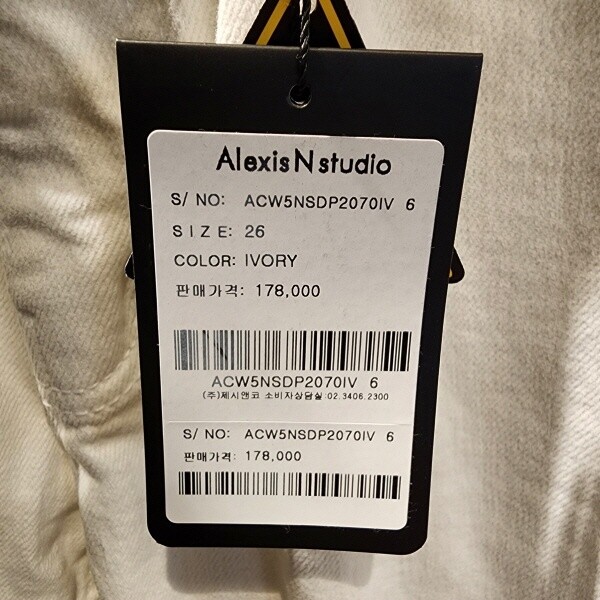 AlexisNstudio
S/ NO: ACW5NSDP2070IV 6
SIZE: 26
COLOR: IVORY
판매가격: 178,000
ACW5NSDP2070IV 6
(주)제시앤코 소비자상담실:02.3406.2300
S/ NO: ACW5NSDP2070IV 6
판매가격: 178,000